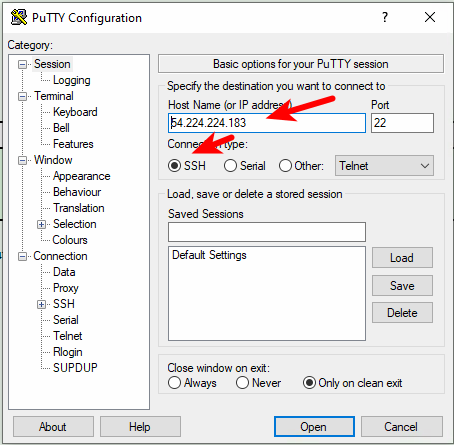 PuTTY Configuration
?
Category:
Session
Logging
Terminal
Keyboard
Bell
Features
Window
Appearance
Behaviour
Translation
Selection
Colours
Connection
Data
Proxy
SSH
Serial
Telnet
Rlogin
SUPDUP
Basic options for your PuTTY session
Specify the destination you want to connect to
Host Name (or IP address) Port
54.224.224.183 22
Connection type:
SSH Serial Other: Telnet
Load, save or delete a stored session
Saved Sessions
Default Settings
Load
Save
Delete
Close window on exit:
Always Never Only on clean exit
About Help Open Cancel